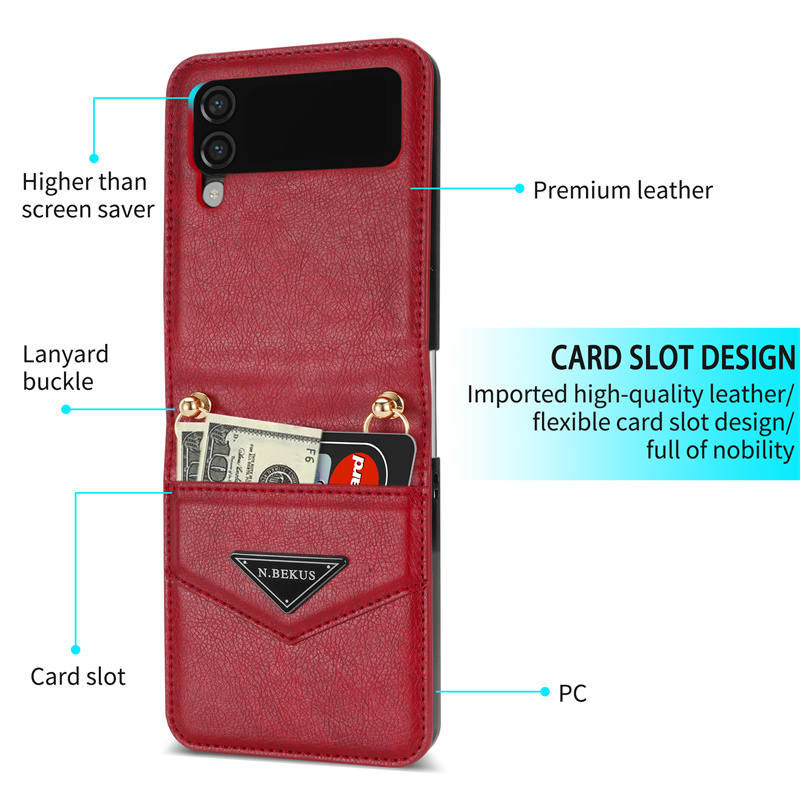 Higher than
screen saver
Premium leather
Lanyard
buckle
CARD SLOT DESIGN
Imported high-quality leather/
flexible card slot design/
full of nobility
F6
N.BEKUS
Card slot
PC